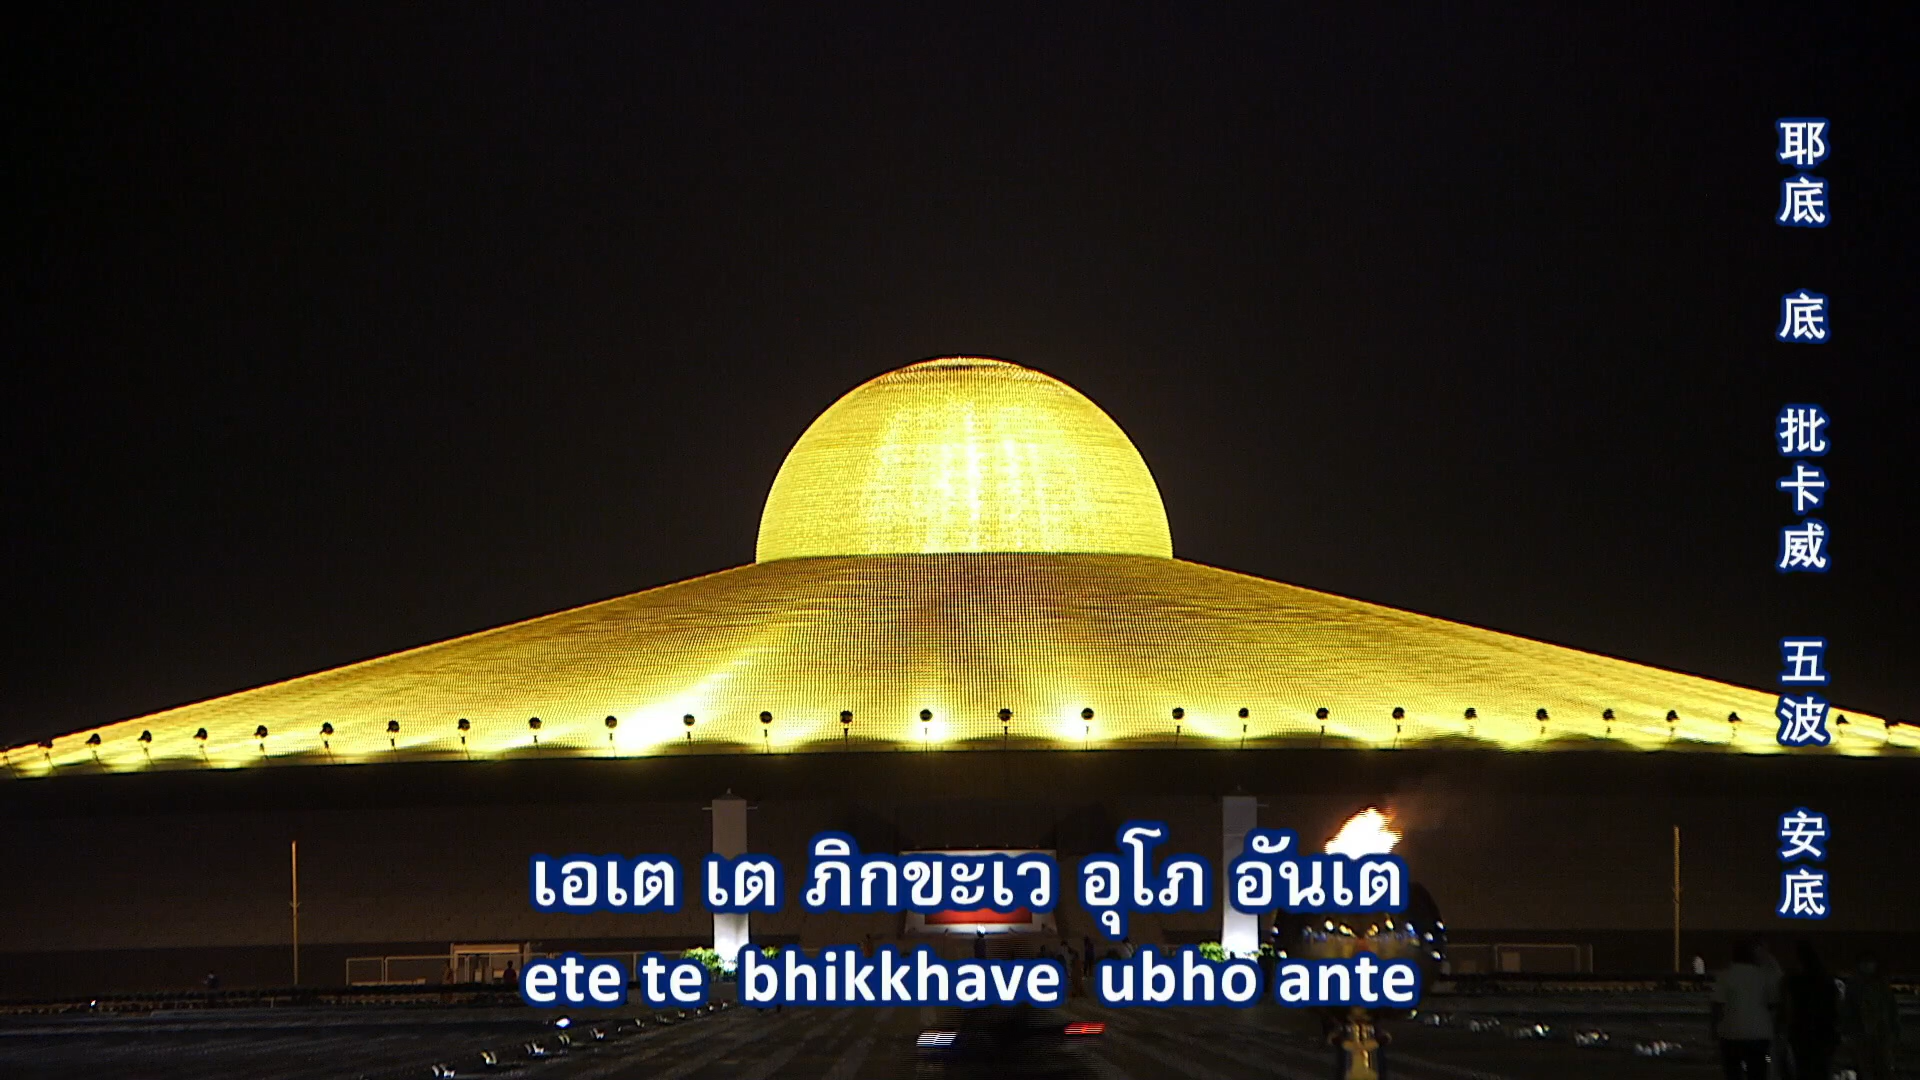 เอเต เต ภิกขะเว อุโภ อันเต
ete te bhikkhave ubho ante
耶底 底 批卡威 五波 安底